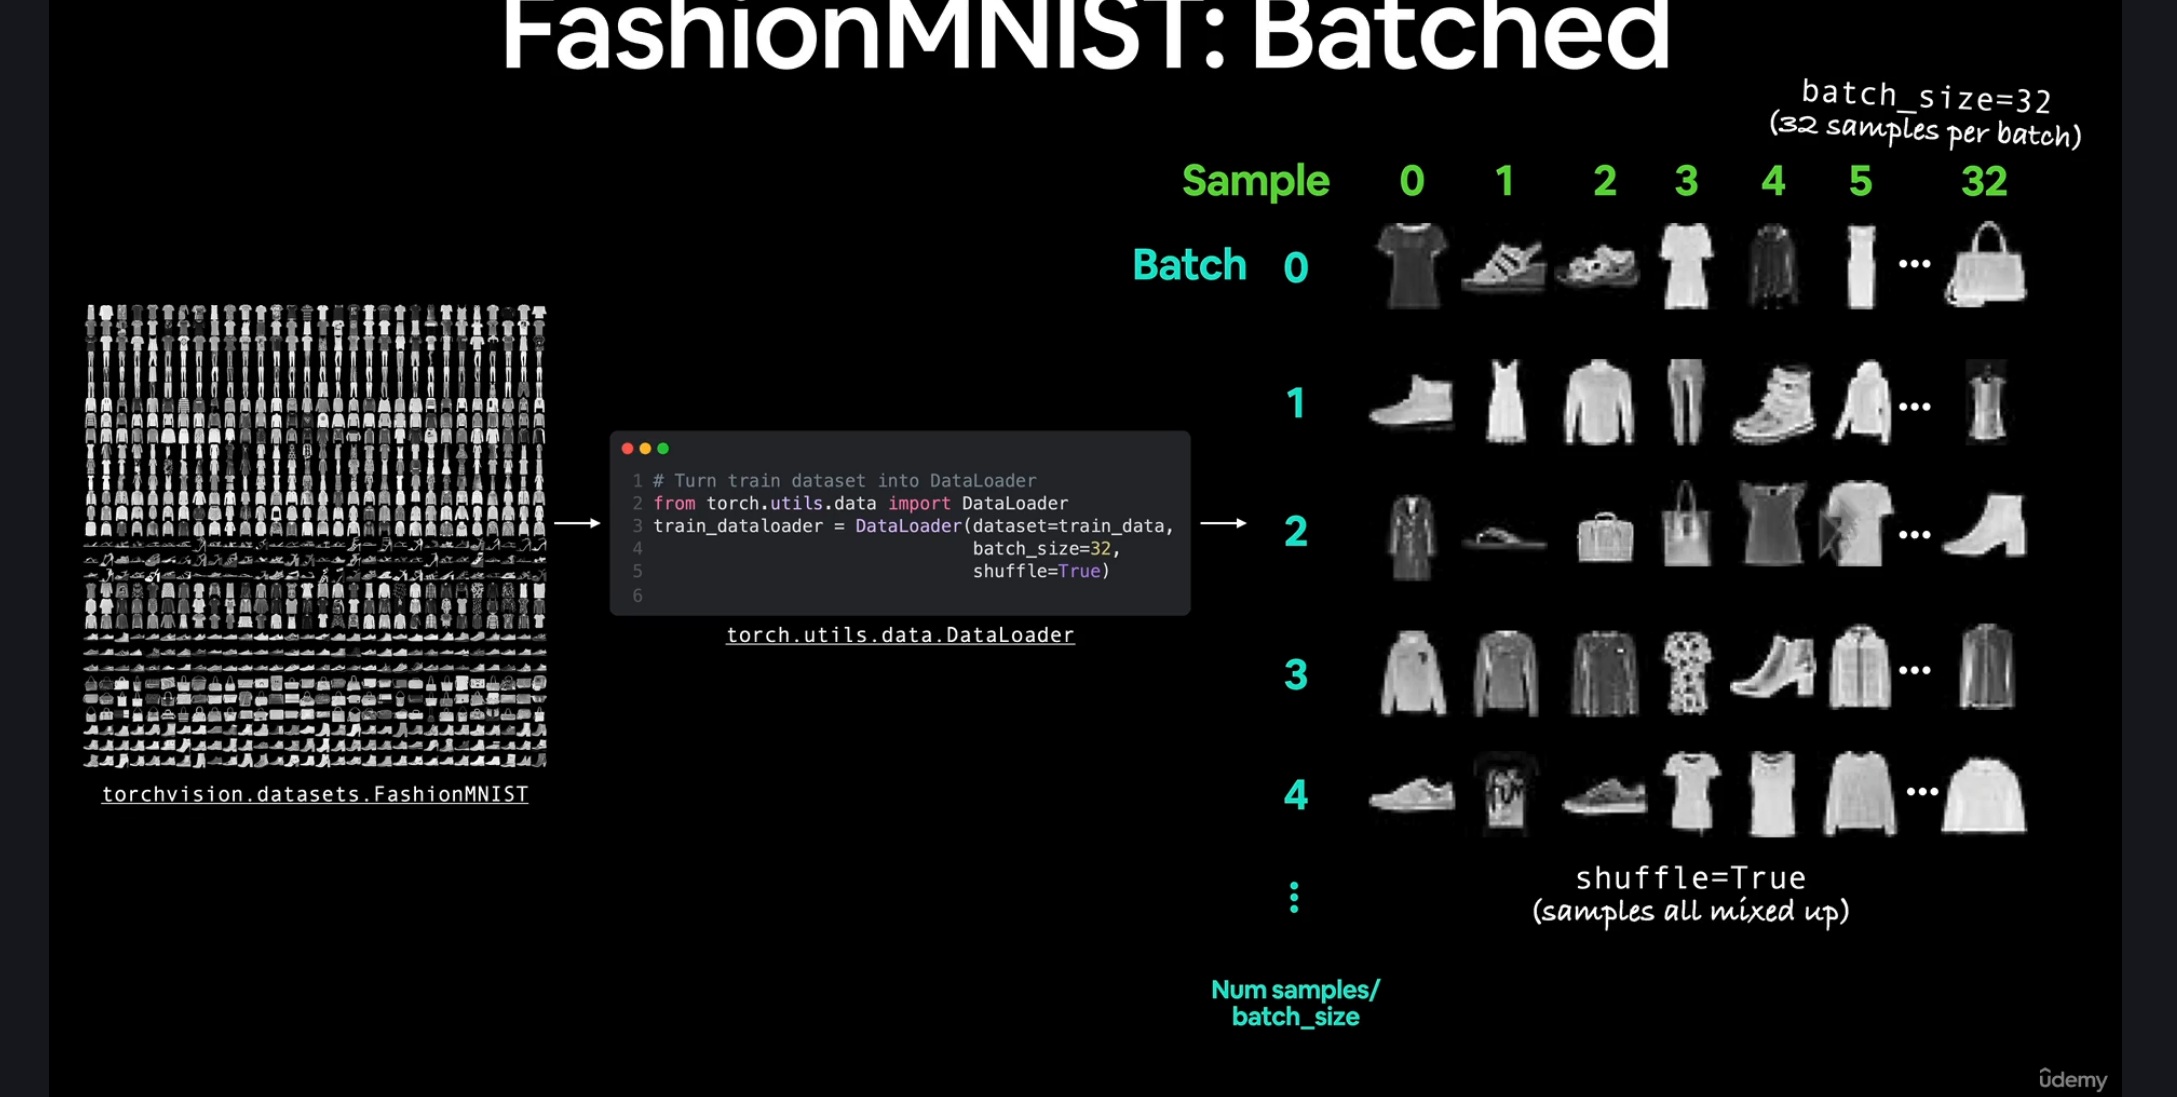 FashionMNIST: Batched
batch_size=32
(32 samples per batch)
Sample 0 1 2 3 4 5 ••• 32
Batch 0
1
2
3
4
1 # Turn train dataset into DataLoader
2 from torch.utils.data import DataLoader
3 train_dataloader = DataLoader(dataset=train_data,
4 batch_size=32,
5 shuffle=True)
6
torch.utils.data.DataLoader
torchvision.datasets.FashionMNIST
shuffle=True
(samples all mixed up)
Num samples/
batch_size
ûdemy